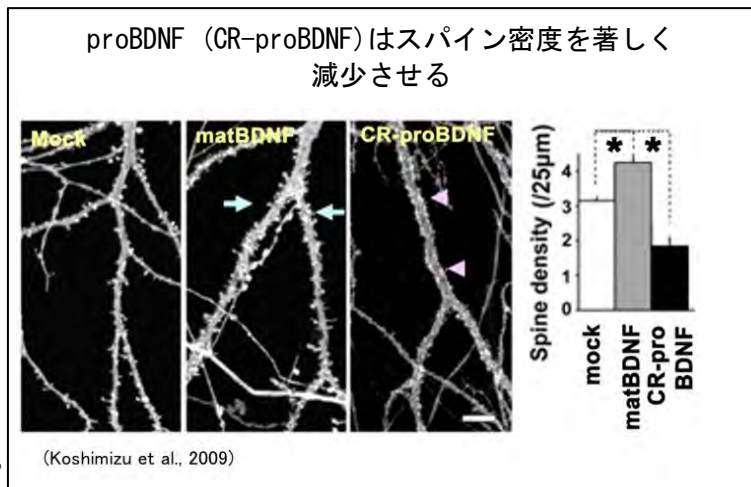 proBDNF (CR-proBDNF)はスパイン密度を著しく
減少させる
Mock
matBDNF
CR-proBDNF
Spine density (/25μm)
4
3
2
1
0
* *
mock
matBDNF
CR-pro
BDNF
(Koshimizu et al., 2009)